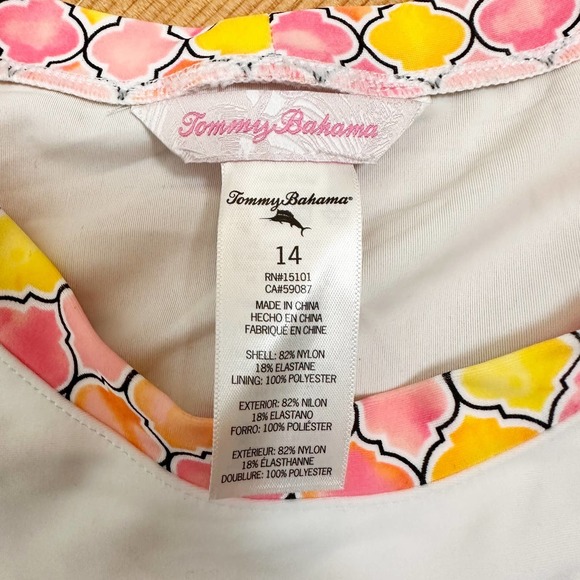 Tommy Bahama
Tommy Bahama®
14
RN#15101
CA#59087
MADE IN CHINA
HECHO EN CHINA
FABRIQUÉ EN CHINE
SHELL: 82% NYLON
18% ELASTANE
LINING: 100% POLYESTER
EXTERIOR: 82% NILON
18% ELASTANO
FORRO: 100% POLIÉSTER
EXTÉRIEUR: 82% NYLON
18% ÉLASTHANNE
DOUBLURE: 100% POLYESTER